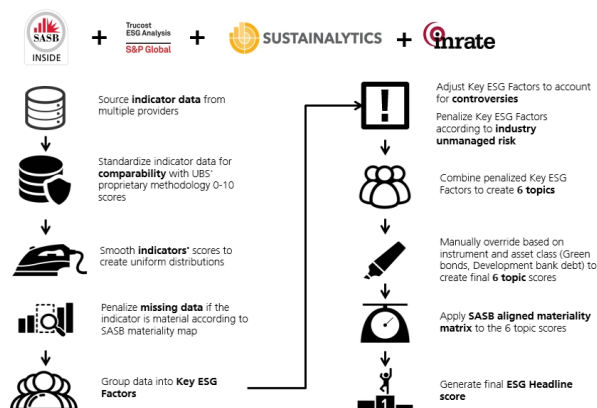 SASB
INSIDE
+
Trucost
ESG Analysis
S&P Global
+
SUSTAINALYTICS
+
inrate
Source indicator data from
multiple providers
Standardize indicator data for
comparability with UBS'
proprietary methodology 0-10
scores
Smooth indicators' scores to
create uniform distributions
Penalize missing data if the
indicator is material according to
SASB materiality map
Group data into Key ESG
Factors
!
Adjust Key ESG Factors to account
for controversies
Penalize Key ESG Factors
according to industry
unmanaged risk
Combine penalized Key ESG
Factors to create 6 topics
Manually override based on
instrument and asset class (Green
bonds, Development bank debt) to
create final 6 topic scores
Apply SASB aligned materiality
matrix to the 6 topic scores
Generate final ESG Headline
score
1